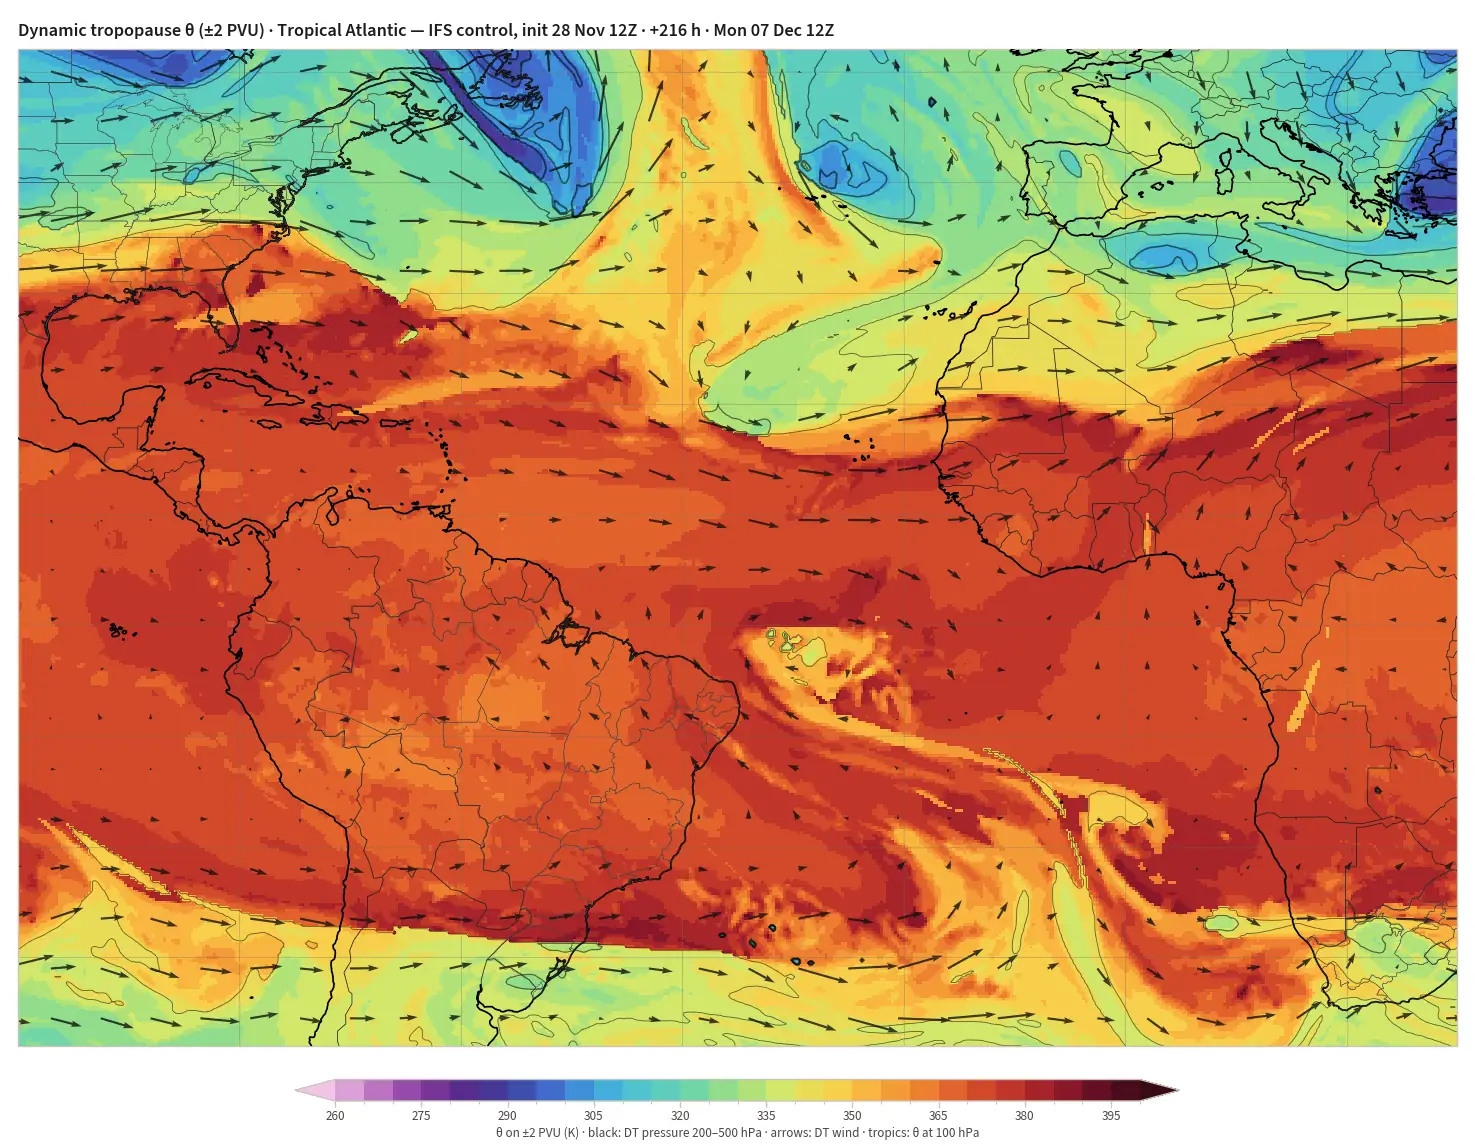 Dynamic tropopause θ (±2 PVU) · Tropical Atlantic — IFS control, init 28 Nov 12Z · +216 h · Mon 07 Dec 12Z
260 275 290 305 320 335 350 365 380 395
θ on ±2 PVU (K) · black: DT pressure 200–500 hPa · arrows: DT wind · tropics: θ at 100 hPa